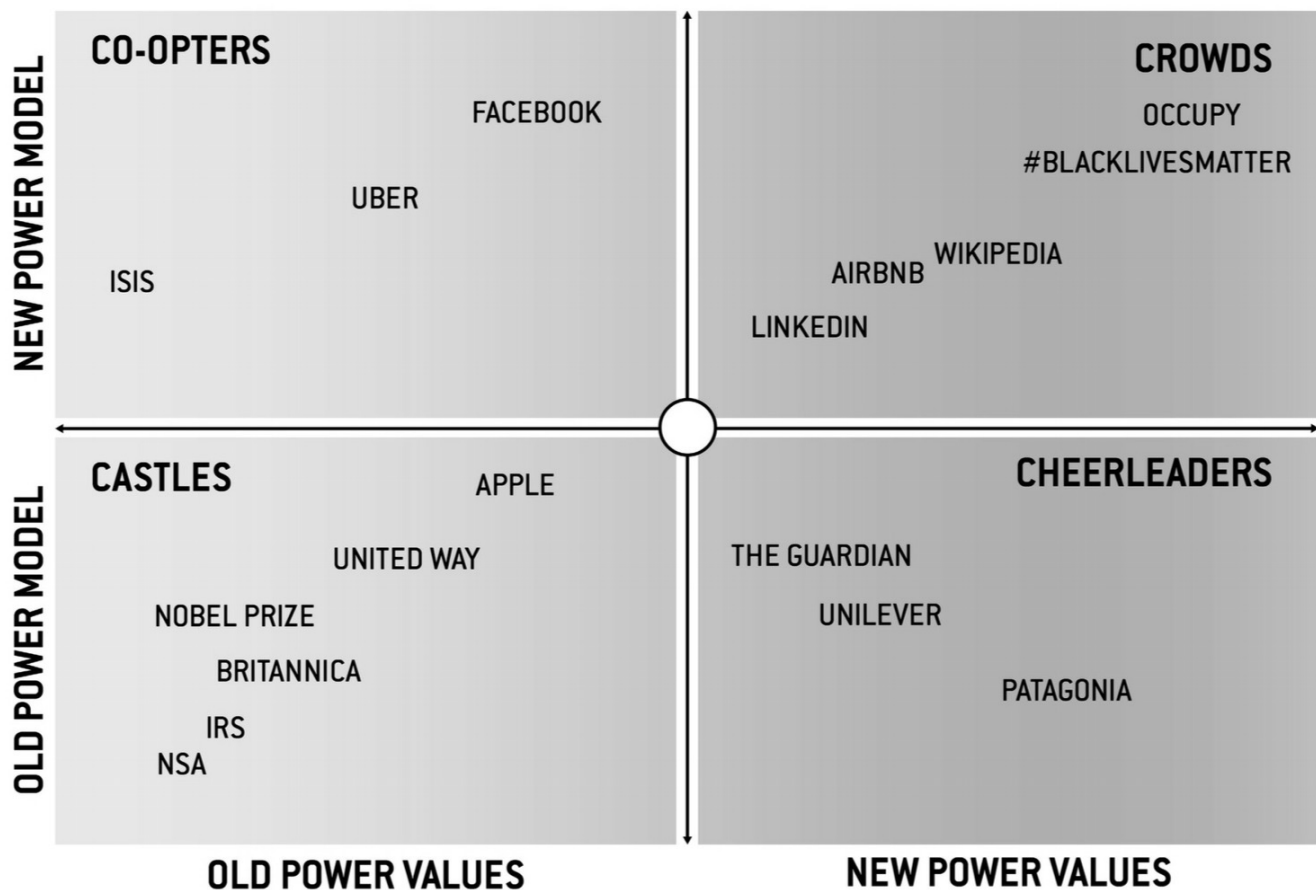 NEW POWER MODEL
CO-OPTERS
FACEBOOK
UBER
ISIS
CROWDS
OCCUPY
#BLACKLIVESMATTER
WIKIPEDIA
AIRBNB
LINKEDIN
OLD POWER MODEL
CASTLES
APPLE
UNITED WAY
NOBEL PRIZE
BRITANNICA
IRS
NSA
CHEERLEADERS
THE GUARDIAN
UNILEVER
PATAGONIA
OLD POWER VALUES
NEW POWER VALUES